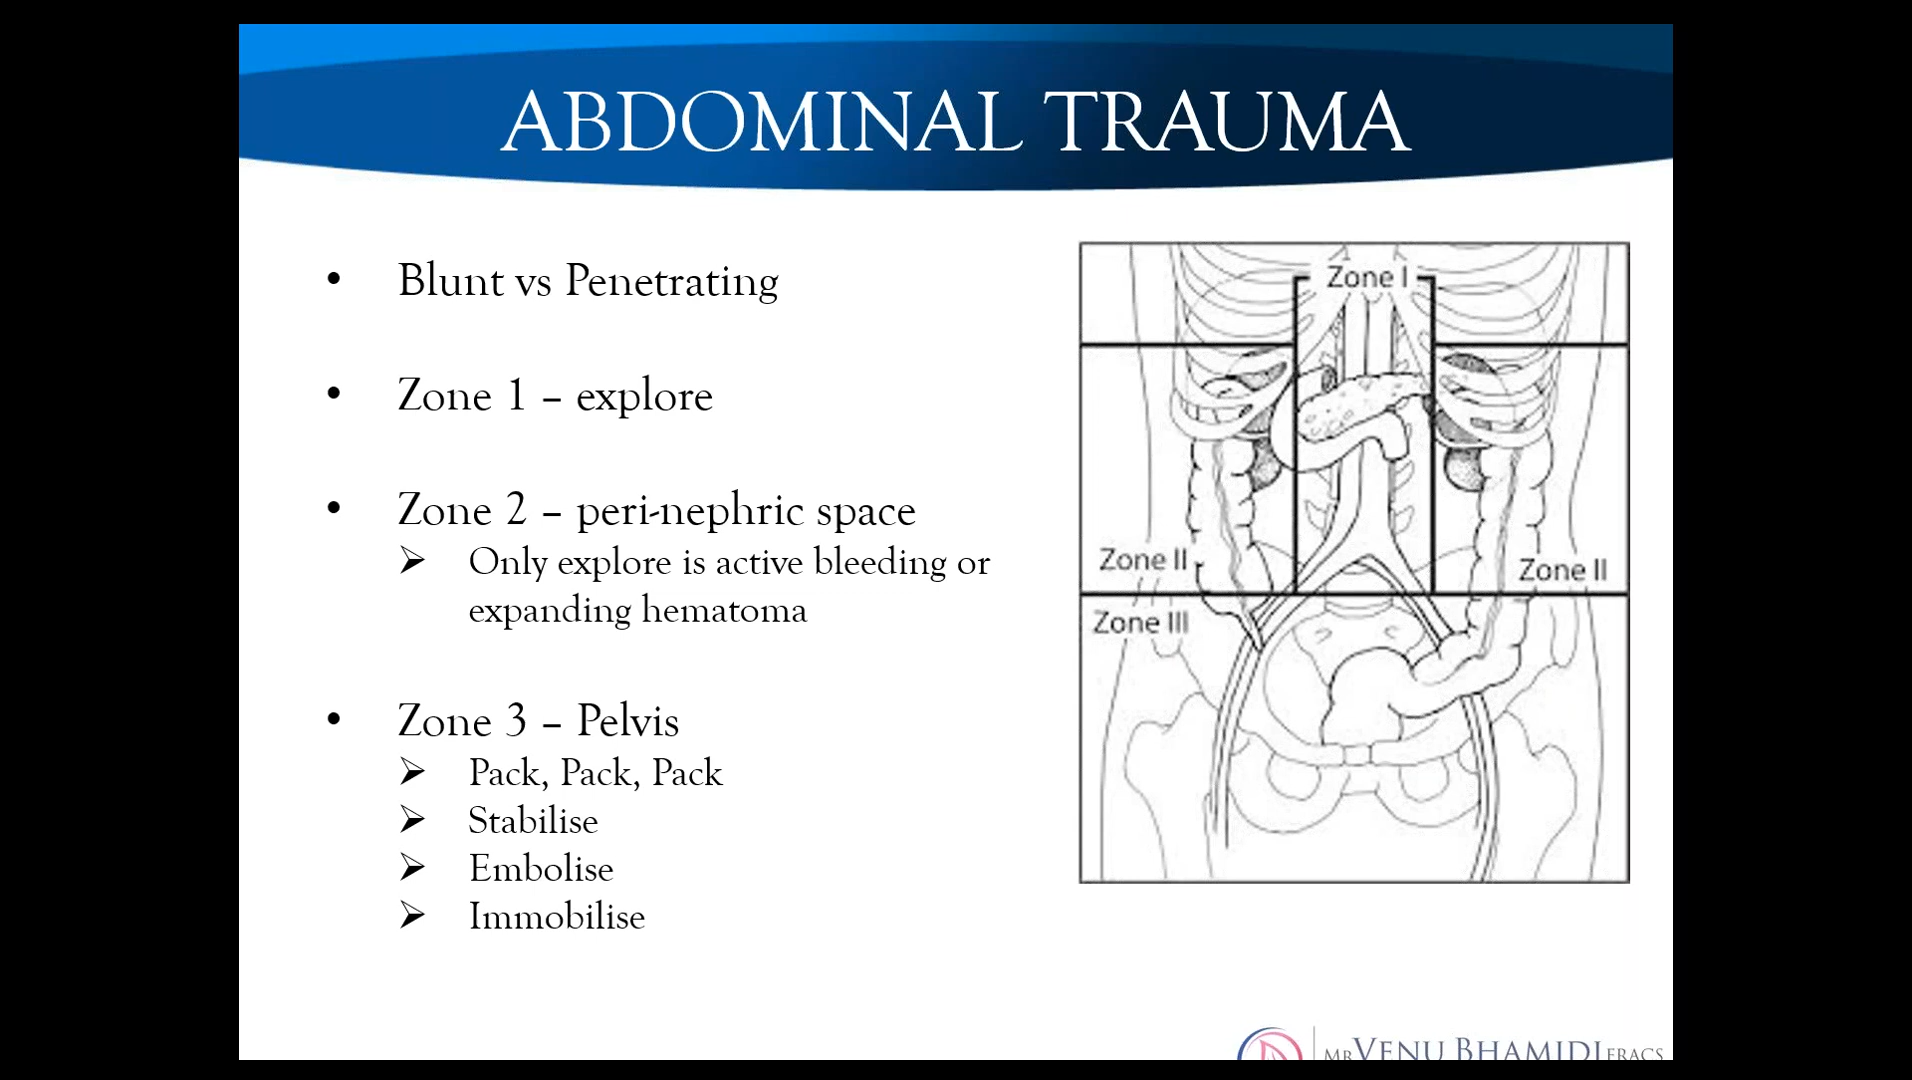 ABDOMINAL TRAUMA
• Blunt vs Penetrating
• Zone 1 – explore
• Zone 2 – peri-nephric space
➢ Only explore is active bleeding or
expanding hematoma
• Zone 3 – Pelvis
➢ Pack, Pack, Pack
➢ Stabilise
➢ Embolise
➢ Immobilise
Zone I
Zone II
Zone II
Zone III
MR VENU BHAMIDI FRACS